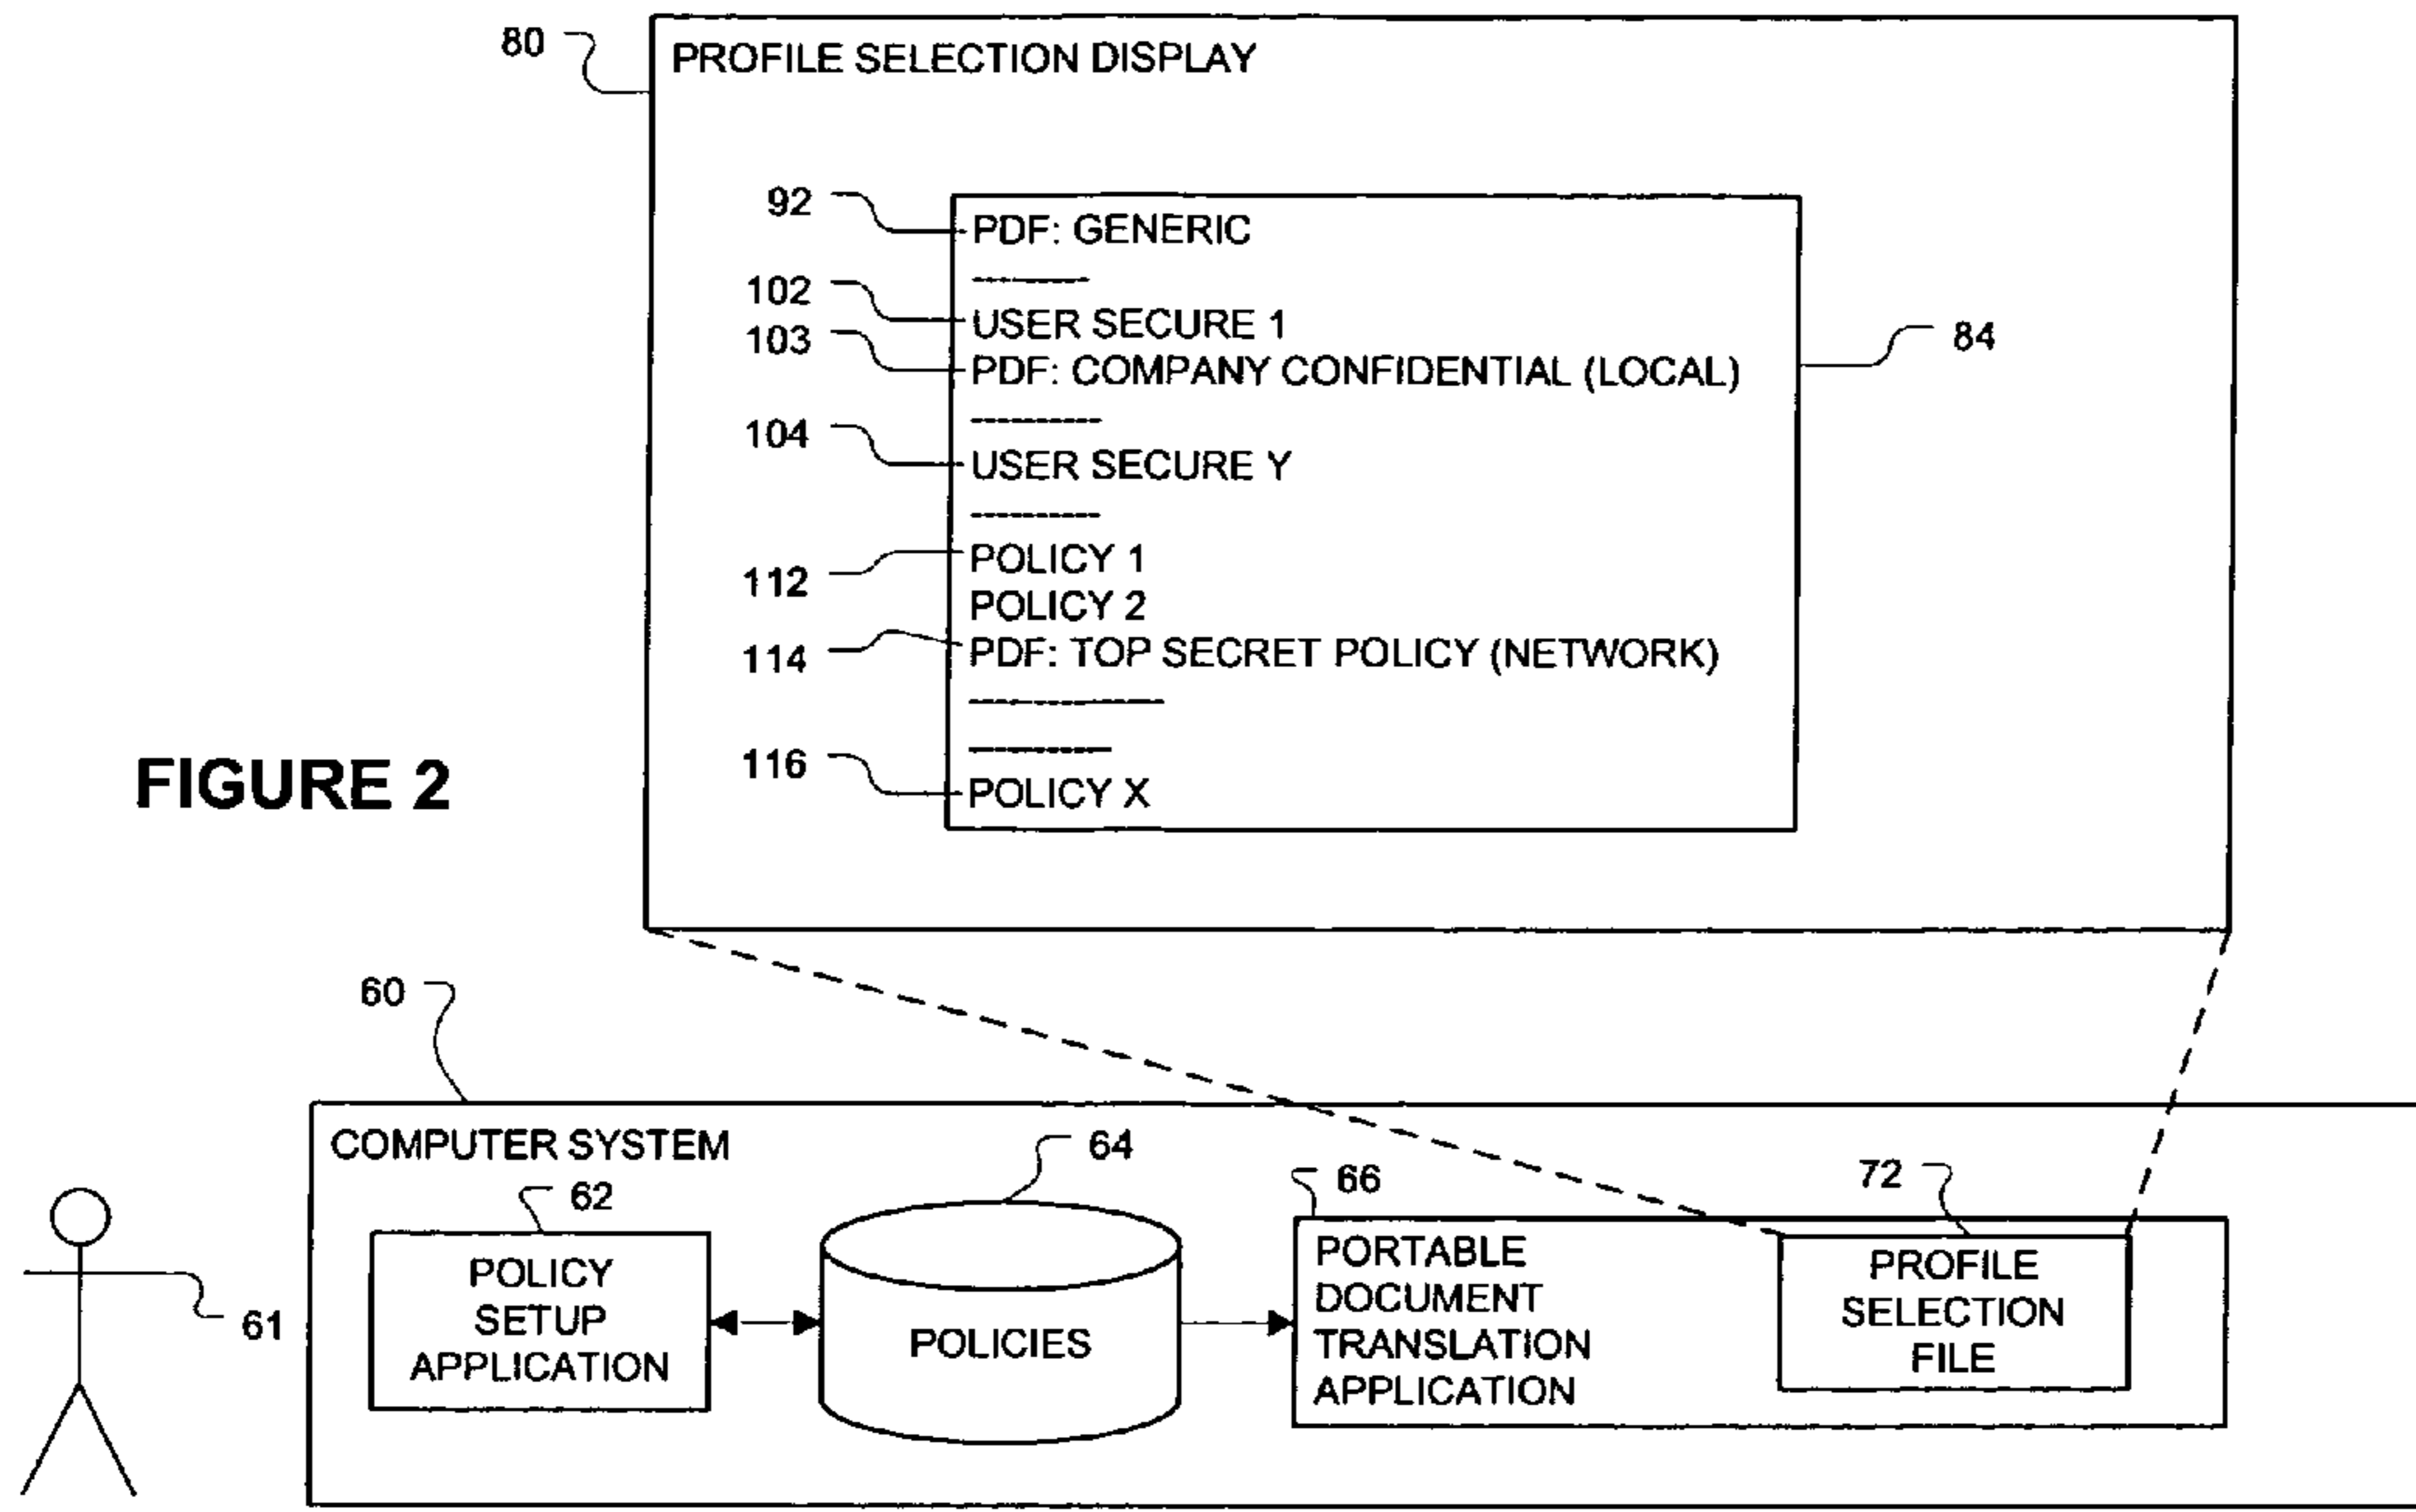 80
PROFILE SELECTION DISPLAY
92
PDF: GENERIC
102
USER SECURE 1
103
PDF: COMPANY CONFIDENTIAL (LOCAL)
84
104
USER SECURE Y
112
POLICY 1
POLICY 2
114
PDF: TOP SECRET POLICY (NETWORK)
116
POLICY X
FIGURE 2
60
COMPUTER SYSTEM
62
POLICY
SETUP
APPLICATION
64
POLICIES
66
PORTABLE
DOCUMENT
TRANSLATION
APPLICATION
72
PROFILE
SELECTION
FILE
61